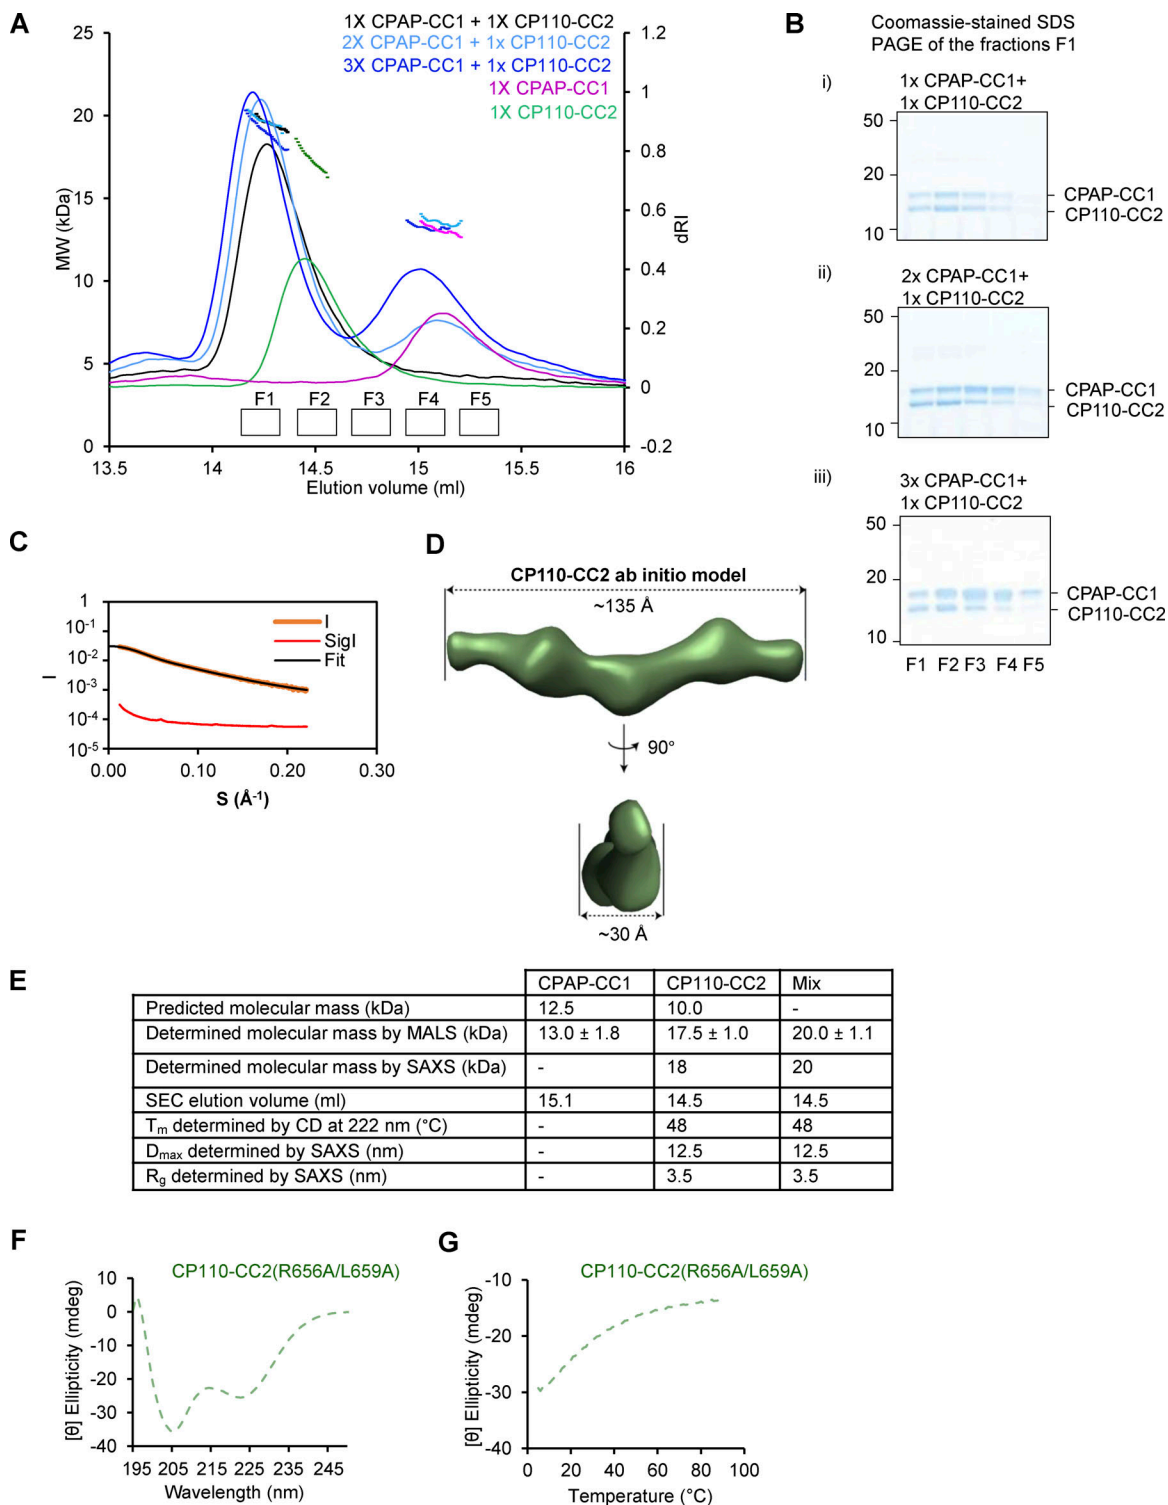 A
1X CPAP-CC1 + 1X CP110-CC2
2X CPAP-CC1 + 1x CP110-CC2
3X CPAP-CC1 + 1x CP110-CC2
1X CPAP-CC1
1X CP110-CC2
MW (kDa)
25
20
15
10
5
0
dRI
1.2
1
0.8
0.6
0.4
0.2
0
-0.2
F1 F2 F3 F4 F5
13.5 14 14.5 15 15.5 16
Elution volume (ml)
B
Coomassie-stained SDS
PAGE of the fractions F1
i)
1x CPAP-CC1+
1x CP110-CC2
50
20
10
CPAP-CC1
CP110-CC2
ii)
2x CPAP-CC1+
1x CP110-CC2
50
20
10
CPAP-CC1
CP110-CC2
iii)
3x CPAP-CC1+
1x CP110-CC2
50
20
10
CPAP-CC1
CP110-CC2
F1 F2 F3 F4 F5
C
I
1
10-1
10-2
10-3
10-4
10-5
I
SigI
Fit
0.00 0.10 0.20 0.30
S (Å-1)
D
CP110-CC2 ab initio model
~135 Å
90°
~30 Å
E
CPAP-CC1 CP110-CC2 Mix
Predicted molecular mass (kDa) 12.5 10.0 -
Determined molecular mass by MALS (kDa) 13.0 ± 1.8 17.5 ± 1.0 20.0 ± 1.1
Determined molecular mass by SAXS (kDa) - 18 20
SEC elution volume (ml) 15.1 14.5 14.5
Tm determined by CD at 222 nm (°C) - 48 48
Dmax determined by SAXS (nm) - 12.5 12.5
Rg determined by SAXS (nm) - 3.5 3.5
F
CP110-CC2(R656A/L659A)
[θ] Ellipticity (mdeg)
10
0
-10
-20
-30
-40
195 205 215 225 235 245
Wavelength (nm)
G
CP110-CC2(R656A/L659A)
[θ] Ellipticity (mdeg)
-10
-20
-30
-40
0 20 40 60 80 100
Temperature (°C)